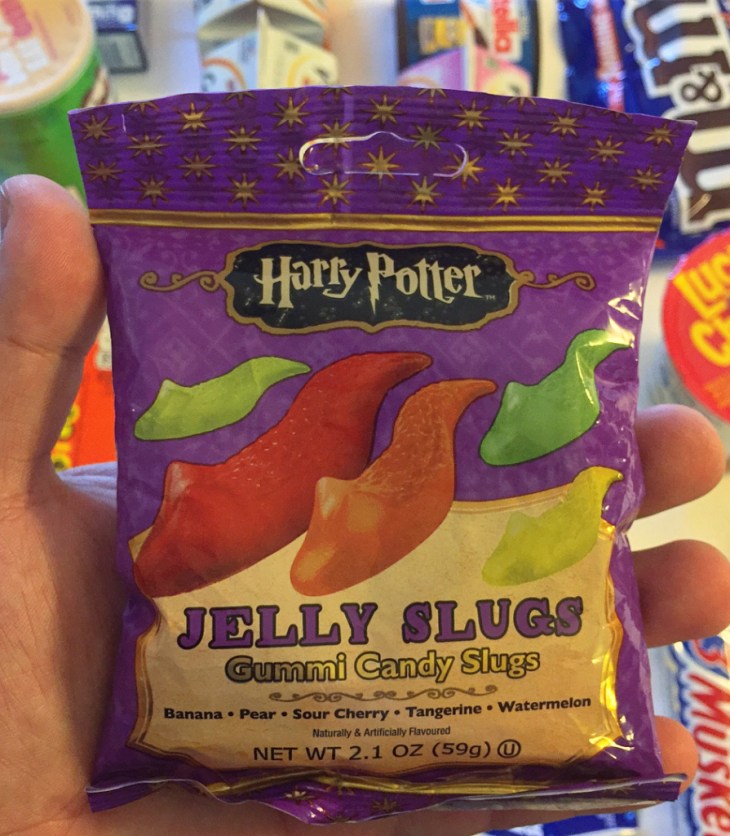 Harry Potter™
JELLY SLUGS
Gummi Candy Slugs
Banana • Pear • Sour Cherry • Tangerine • Watermelon
Naturally & Artificially Flavoured
NET WT 2.1 OZ (59g) Ⓤ
m&m